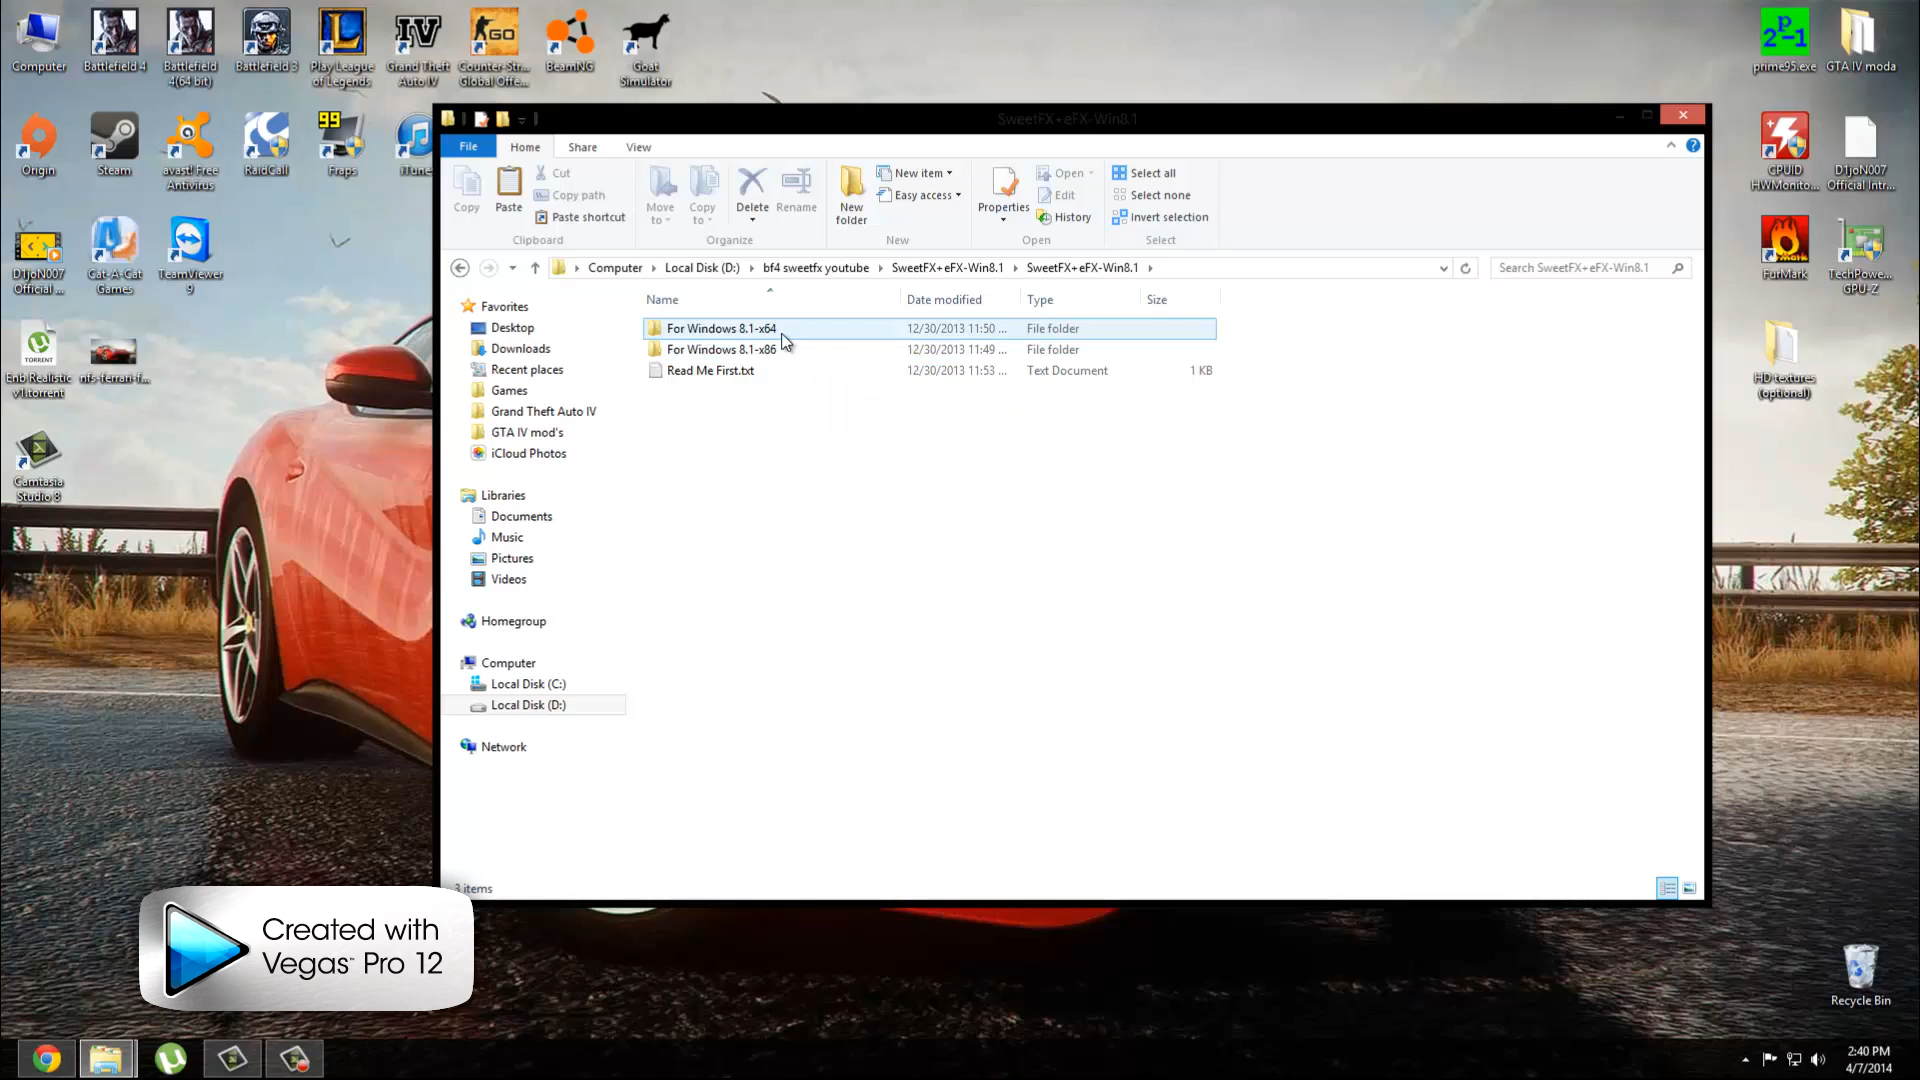 Computer
Battlefield 4
Battlefield
4(64 bit)
Battlefield 3
Play League
of Legends
Grand Theft
Auto IV
Counter-Str...
Global Offe...
BeamNG
Goat
Simulator
prime95.exe
GTA IV moda
Origin
Steam
avast! Free
Antivirus
RaidCall
99
Fraps
iTune
CPUID
HWMonito...
D1joN007
Official Intr...
D1joN007
Official ...
Cat-A-Cat
Games
TeamViewer
9
FurMark
TechPowe...
GPU-Z
TORRENT
Enb Realistic
v1.torrent
nfs-ferrari-f...
HD textures
(optional)
Camtasia
Studio 8
SweetFX+eFX-Win8.1
File
Home
Share
View
Copy
Paste
Cut
Copy path
Paste shortcut
Clipboard
Move
to
Copy
to
Delete
Rename
Organize
New
folder
New item
Easy access
New
Properties
Open
Edit
History
Open
Select all
Select none
Invert selection
Select
Computer
Local Disk (D:)
bf4 sweetfx youtube
SweetFX+eFX-Win8.1
SweetFX+eFX-Win8.1
Search SweetFX+eFX-Win8.1
Name
Date modified
Type
Size
For Windows 8.1-x64
12/30/2013 11:50 ...
File folder
For Windows 8.1-x86
12/30/2013 11:49 ...
File folder
Read Me First.txt
12/30/2013 11:53 ...
Text Document
1 KB
Favorites
Desktop
Downloads
Recent places
Games
Grand Theft Auto IV
GTA IV mod's
iCloud Photos
Libraries
Documents
Music
Pictures
Videos
Homegroup
Computer
Local Disk (C:)
Local Disk (D:)
Network
3 items
Created with
Vegas™ Pro 12
Recycle Bin
2:40 PM
4/7/2014